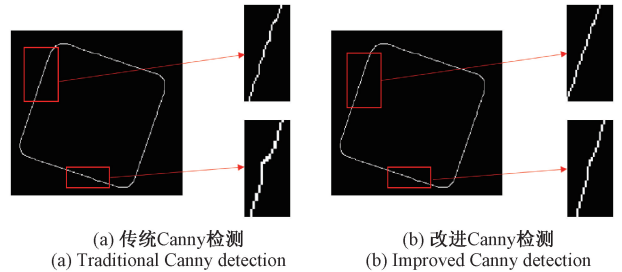 (a) 传统Canny检测
(a) Traditional Canny detection
(b) 改进Canny检测
(b) Improved Canny detection